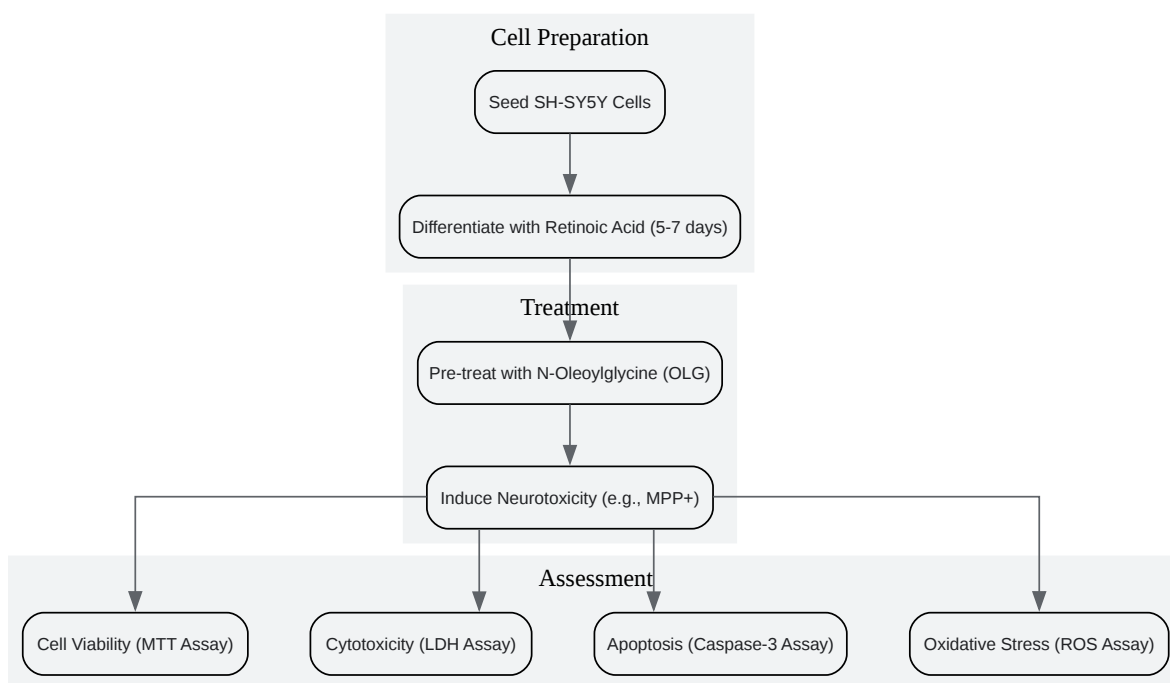 Cell Preparation
Seed SH-SY5Y Cells
Differentiate with Retinoic Acid (5-7 days)
Treatment
Pre-treat with N-Oleoylglycine (OLG)
Induce Neurotoxicity (e.g., MPP+)
Assessment
Cell Viability (MTT Assay)
Cytotoxicity (LDH Assay)
Apoptosis (Caspase-3 Assay)
Oxidative Stress (ROS Assay)